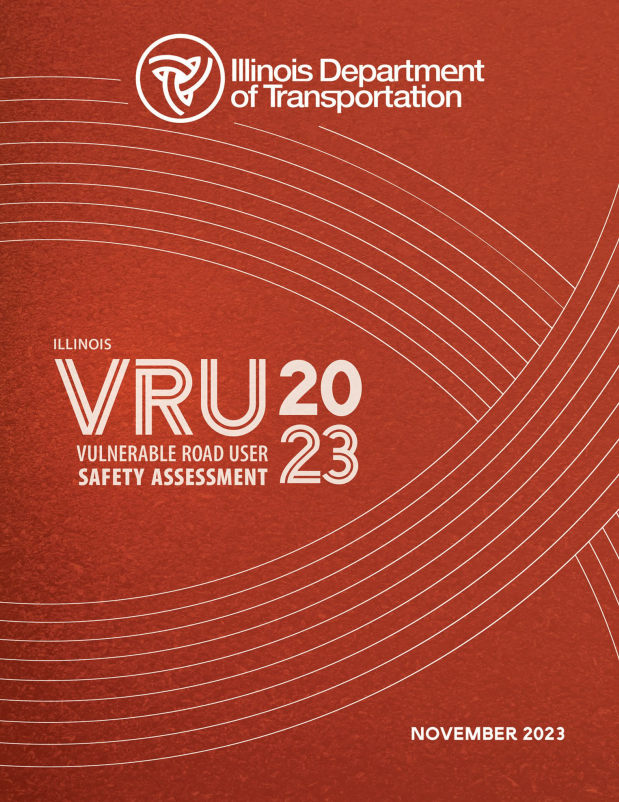 Illinois Department
of Transportation
ILLINOIS
VRU 20
VULNERABLE ROAD USER 23
SAFETY ASSESSMENT
NOVEMBER 2023